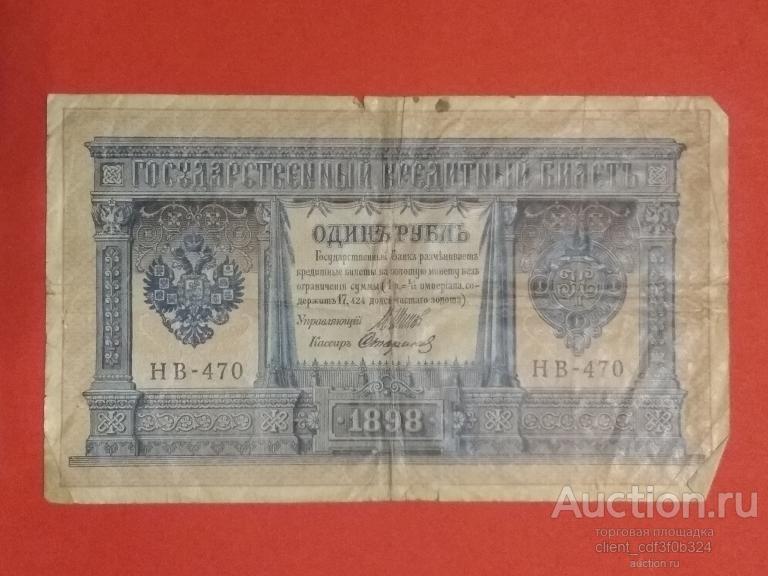 ГОСУДАРСТВЕННЫЙ КРЕДИТНЫЙ БИЛЕТЪ
ОДИНЪ РУБЛЬ
Государственный Банкъ размѣниваетъ
кредитные билеты на золотую монету безъ
ограниченія суммы (1 р. = 1/15 имперіала, со-
держитъ 17,424 долей чистаго золота)
Управляющій
Кассиръ
НВ-470
НВ-470
1898
Auction.ru
торговая площадка
client_cdf3f0b324
auction.ru